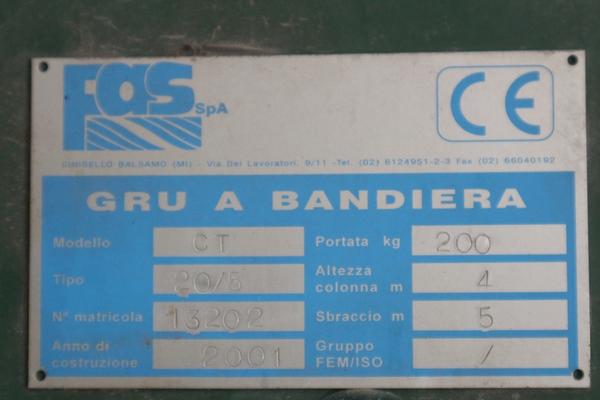 Fas SpA
CE
CINISELLO BALSAMO (MI) - Via Dei Lavoratori, 9/11 -Tel. (02) 6124951-2-3 Fax (02) 66040192
GRU A BANDIERA
Modello CT Portata kg 200
Tipo 20/5 Altezza colonna m 4
N° matricola 13202 Sbraccio m 5
Anno di costruzione 2001 Gruppo FEM/ISO /